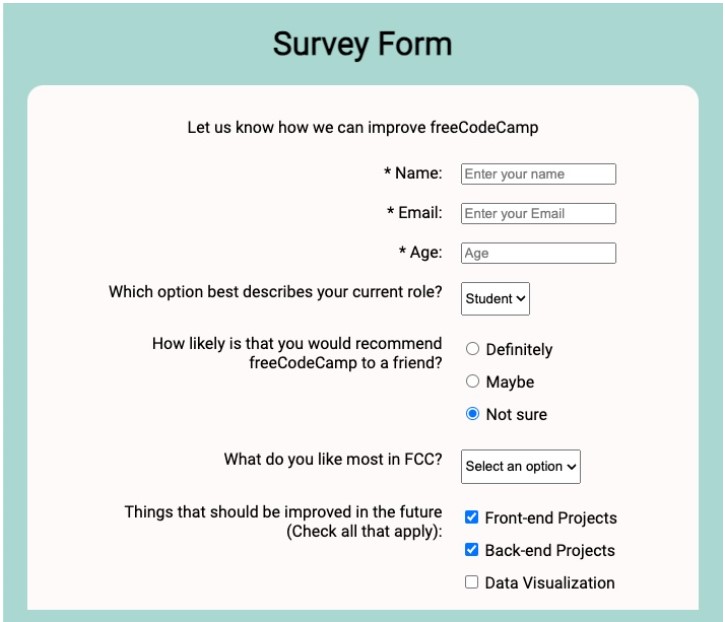 Survey Form
Let us know how we can improve freeCodeCamp
* Name: Enter your name
* Email: Enter your Email
* Age: Age
Which option best describes your current role? Student
How likely is that you would recommend
freeCodeCamp to a friend?
Definitely
Maybe
Not sure
What do you like most in FCC? Select an option
Things that should be improved in the future
(Check all that apply):
Front-end Projects
Back-end Projects
Data Visualization